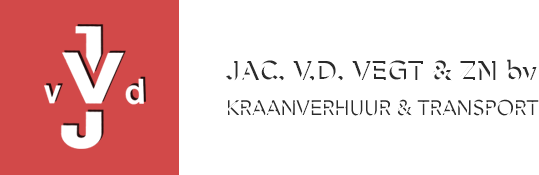 J
v V d
J
JAC. V.D. VEGT & ZN bv
KRAANVERHUUR & TRANSPORT